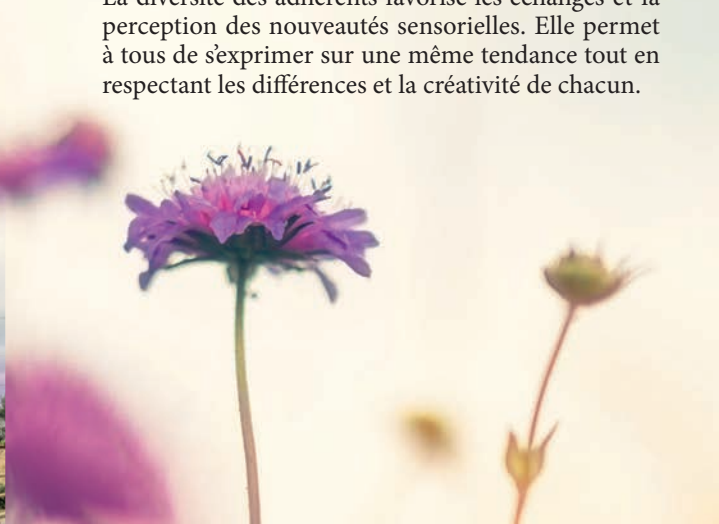 La diversité des adhérents favorise les échanges et la
perception des nouveautés sensorielles. Elle permet
à tous de s'exprimer sur une même tendance tout en
respectant les différences et la créativité de chacun.